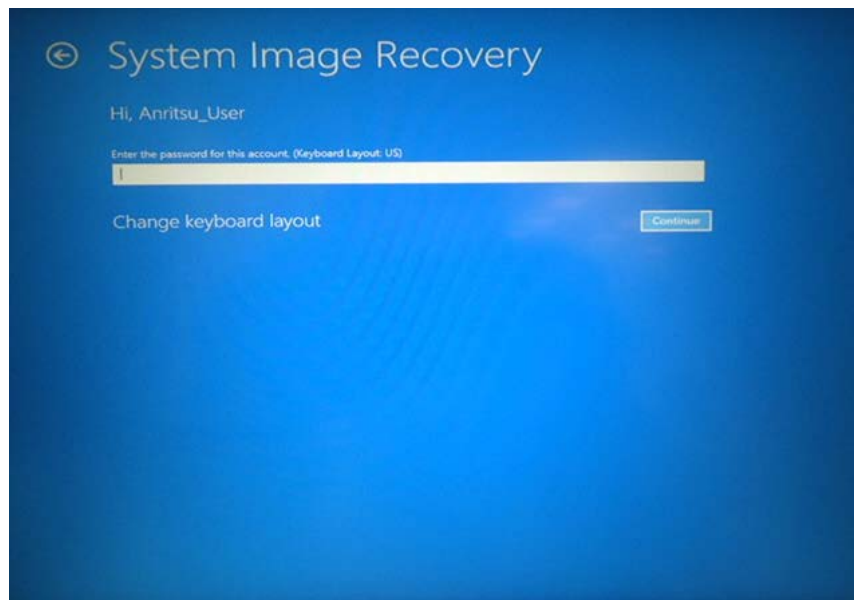 System Image Recovery
Hi, Anritsu_User
Enter the password for this account. (Keyboard Layout: US)
Change keyboard layout
Continue